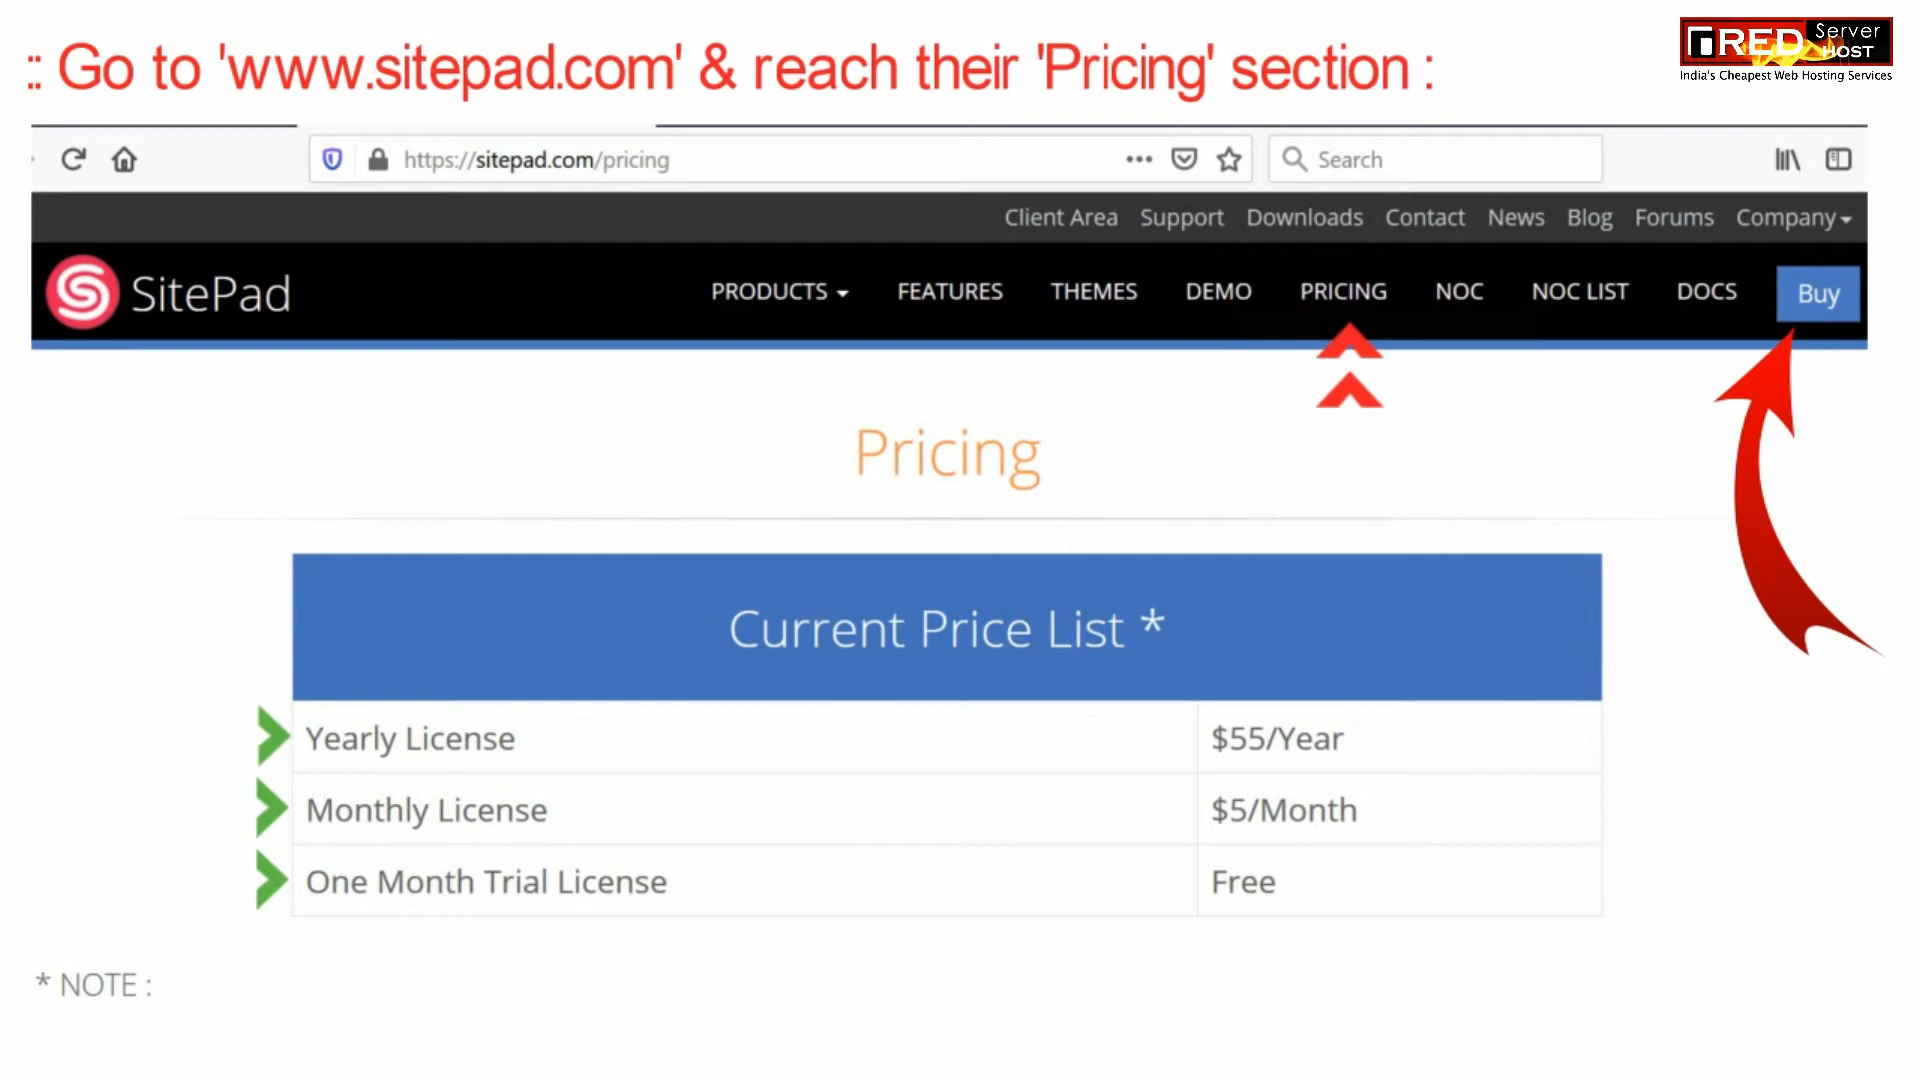 :: Go to 'www.sitepad.com' & reach their 'Pricing' section :
RED Server HOST
India's Cheapest Web Hosting Services
https://sitepad.com/pricing
Search
Client Area Support Downloads Contact News Blog Forums Company
SitePad
PRODUCTS FEATURES THEMES DEMO PRICING NOC NOC LIST DOCS Buy
Pricing
Current Price List *
Yearly License $55/Year
Monthly License $5/Month
One Month Trial License Free
* NOTE :